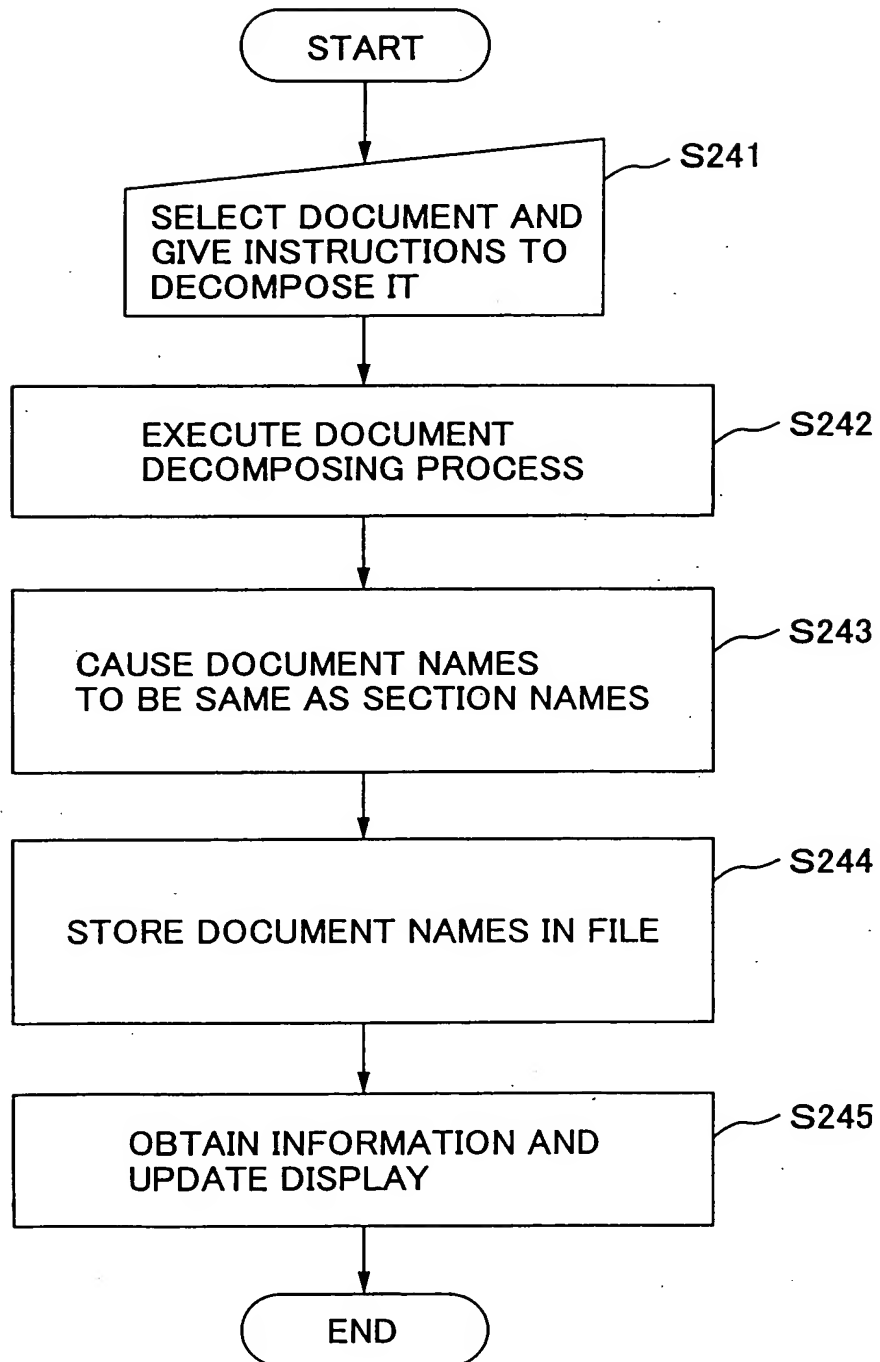 START
S241
SELECT DOCUMENT AND
GIVE INSTRUCTIONS TO
DECOMPOSE IT
S242
EXECUTE DOCUMENT
DECOMPOSING PROCESS
S243
CAUSE DOCUMENT NAMES
TO BE SAME AS SECTION NAMES
S244
STORE DOCUMENT NAMES IN FILE
S245
OBTAIN INFORMATION AND
UPDATE DISPLAY
END